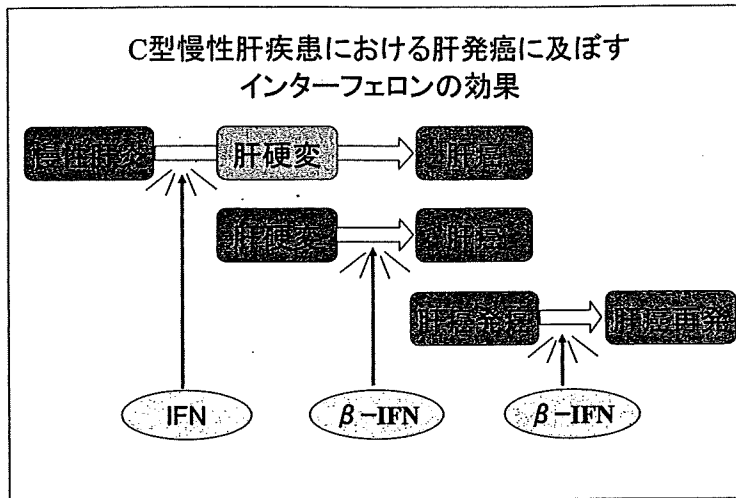 C型慢性肝疾患における肝発癌に及ぼす
インターフェロンの効果
慢性肝炎
肝硬変
肝癌
肝硬変
肝癌
肝癌発症
肝癌再発
IFN
β-IFN
β-IFN